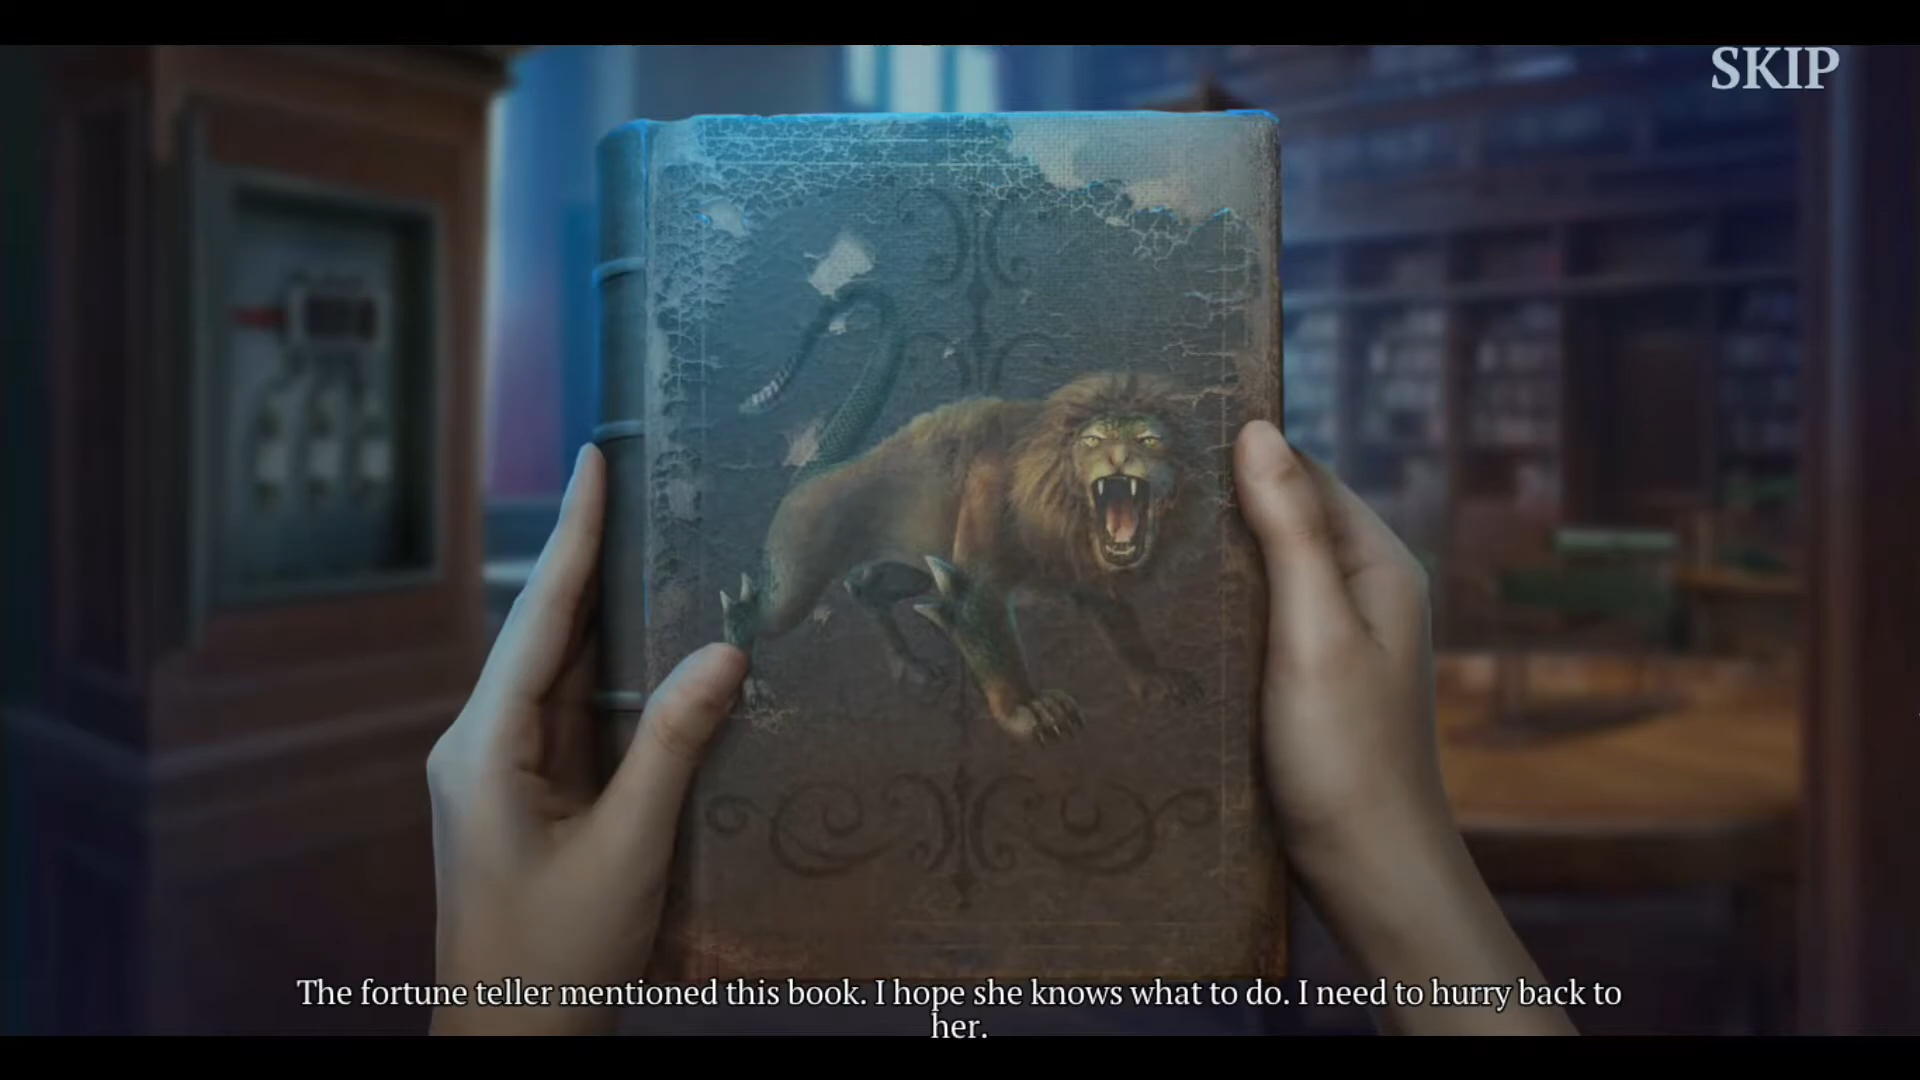 SKIP
The fortune teller mentioned this book. I hope she knows what to do. I need to hurry back to
her.